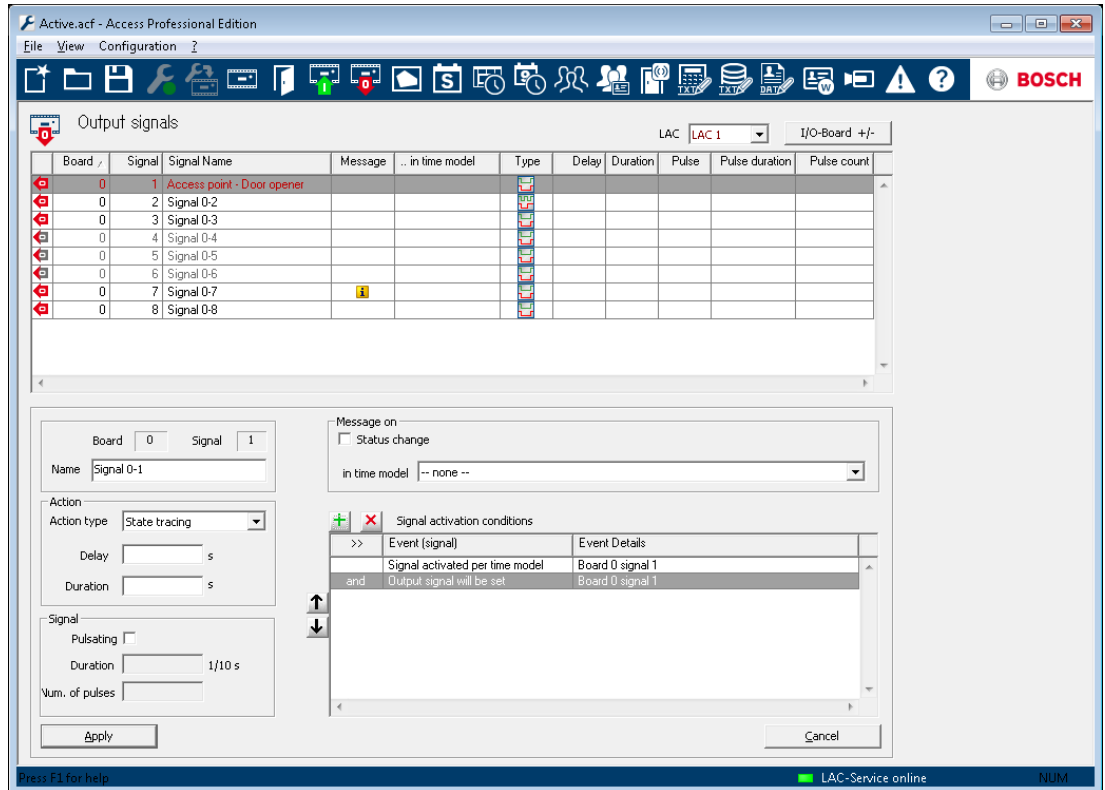 Active.acf - Access Professional Edition
File View Configuration ?
S TXT TXT DATA W ? BOSCH
0 Output signals
LAC LAC 1 I/O-Board +/-
Board / Signal Signal Name Message .. in time model Type Delay Duration Pulse Pulse duration Pulse count
0 1 Access point - Door opener
0 2 Signal 0-2
0 3 Signal 0-3
0 4 Signal 0-4
0 5 Signal 0-5
0 6 Signal 0-6
0 7 Signal 0-7 i
0 8 Signal 0-8
Board 0 Signal 1
Name Signal 0-1
Message on
Status change
in time model -- none --
Action
Action type State tracing
Delay s
Duration s
Signal
Pulsating
Duration 1/10 s
Num. of pulses
Signal activation conditions
>> Event (signal) Event Details
Signal activated per time model Board 0 signal 1
and Output signal will be set Board 0 signal 1
Apply Cancel
Press F1 for help LAC-Service online NUM